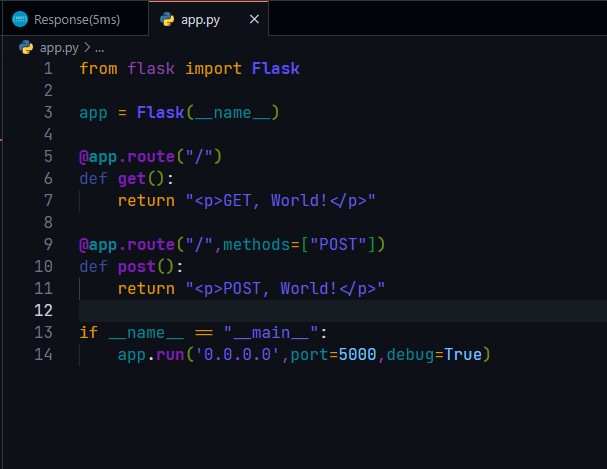 Response(5ms) app.py ×
app.py > ...
1 from flask import Flask
2
3 app = Flask(__name__)
4
5 @app.route("/")
6 def get():
7     return "<p>GET, World!</p>"
8
9 @app.route("/",methods=["POST"])
10 def post():
11     return "<p>POST, World!</p>"
12
13 if __name__ == "__main__":
14     app.run('0.0.0.0',port=5000,debug=True)